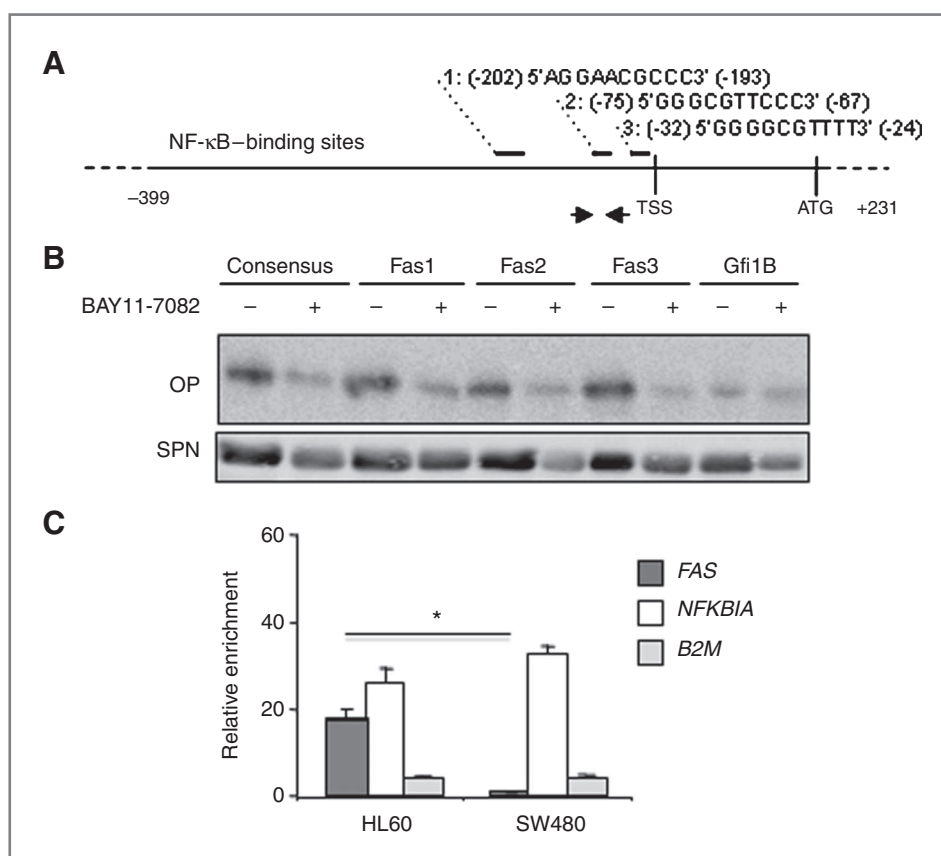 A
1: (-202) 5'AGGAACGCCC3' (-193)
2: (-75) 5'GGGCGTTCCC3' (-67)
3: (-32) 5'GGGGCGTTTT3' (-24)
NF-κB–binding sites
–399
TSS
ATG
+231
B
Consensus Fas1 Fas2 Fas3 Gfi1B
BAY11-7082 – + – + – + – + – +
OP
SPN
C
60
40
20
0
Relative enrichment
*
FAS
NFKBIA
B2M
HL60 SW480